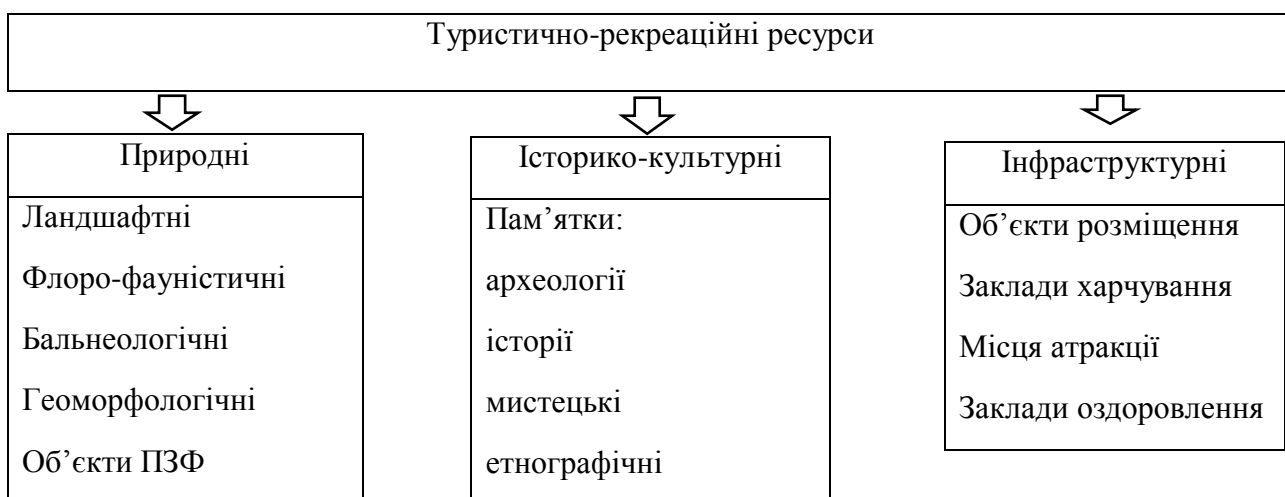 Туристично-рекреаційні ресурси
Природні
Ландшафтні
Флоро-фауністичні
Бальнеологічні
Геоморфологічні
Об’єкти ПЗФ
Історико-культурні
Пам’ятки:
археології
історії
мистецькі
етнографічні
Інфраструктурні
Об’єкти розміщення
Заклади харчування
Місця атракції
Заклади оздоровлення